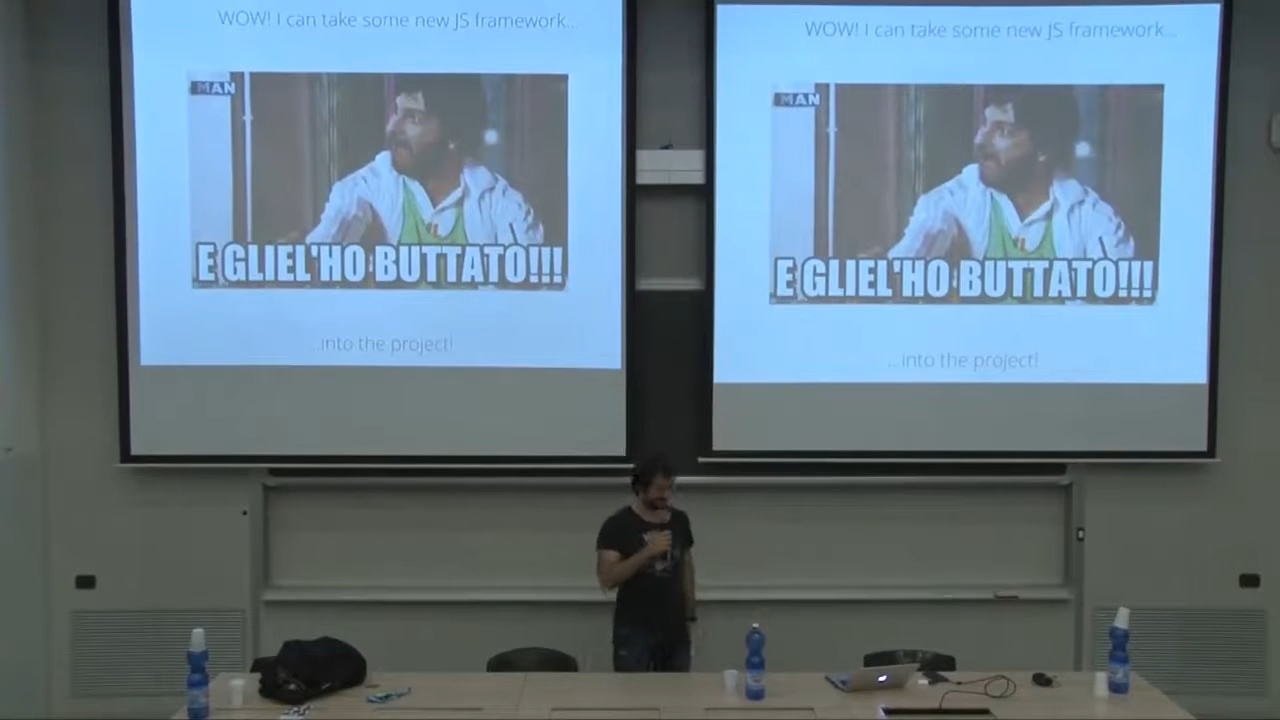 WOW! I can take some new JS framework...
MAN
E GLIEL'HO BUTTATO!!!
...into the project!
WOW! I can take some new JS framework...
MAN
E GLIEL'HO BUTTATO!!!
...into the project!